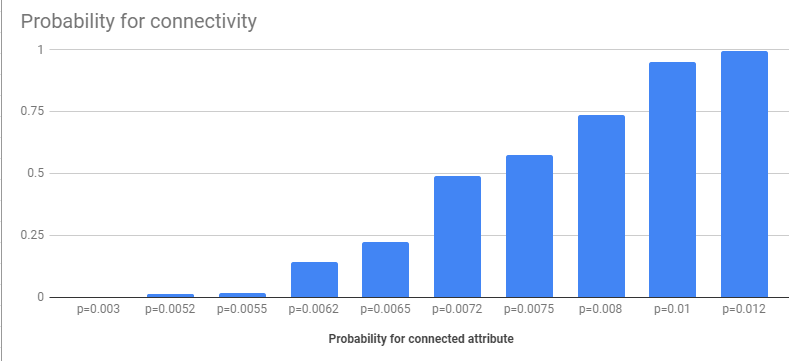 Probability for connectivity
1
0.75
0.5
0.25
0
p=0.003 p=0.0052 p=0.0055 p=0.0062 p=0.0065 p=0.0072 p=0.0075 p=0.008 p=0.01 p=0.012
Probability for connected attribute